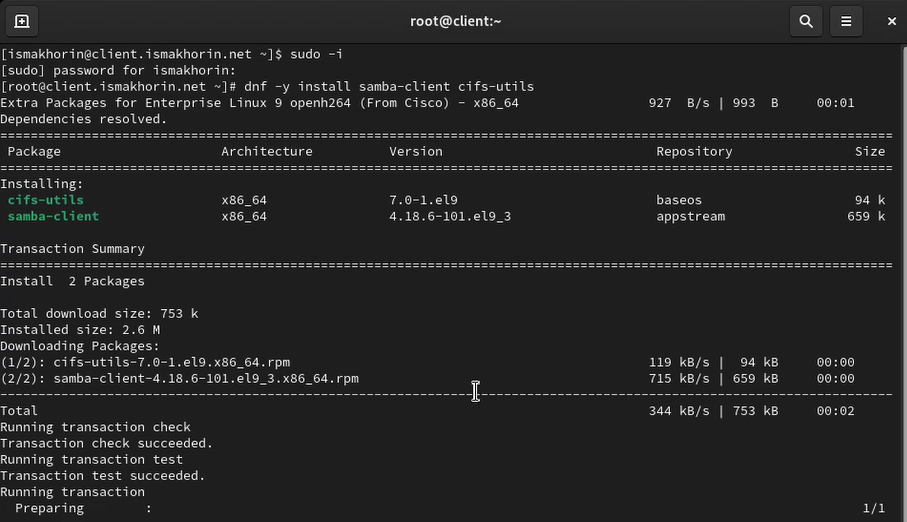 root@client:~
[ismakhorin@client.ismakhorin.net ~]$ sudo -i
[sudo] password for ismakhorin:
[root@client.ismakhorin.net ~]# dnf -y install samba-client cifs-utils
Extra Packages for Enterprise Linux 9 openh264 (From Cisco) - x86_64 927 B/s | 993 B 00:01
Dependencies resolved.
================================================================================
Package Architecture Version Repository Size
================================================================================
Installing:
cifs-utils x86_64 7.0-1.el9 baseos 94 k
samba-client x86_64 4.18.6-101.el9_3 appstream 659 k
Transaction Summary
================================================================================
Install 2 Packages
Total download size: 753 k
Installed size: 2.6 M
Downloading Packages:
(1/2): cifs-utils-7.0-1.el9.x86_64.rpm 119 kB/s | 94 kB 00:00
(2/2): samba-client-4.18.6-101.el9_3.x86_64.rpm 715 kB/s | 659 kB 00:00
--------------------------------------------------------------------------------
Total 344 kB/s | 753 kB 00:02
Running transaction check
Transaction check succeeded.
Running transaction test
Transaction test succeeded.
Running transaction
Preparing : 1/1